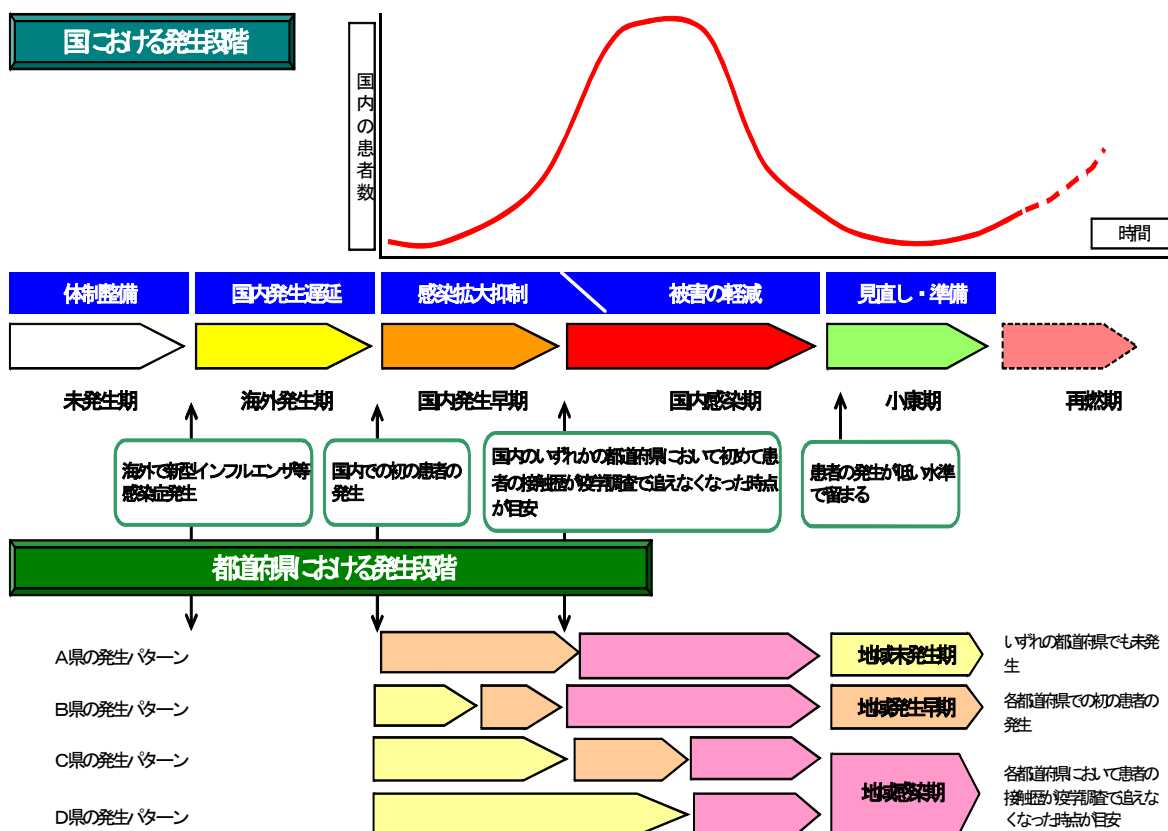 国における発生段階
国内の患者数
時間
体制整備
国内発生遅延
感染拡大抑制
被害の軽減
見直し・準備
未発生期
海外発生期
国内発生早期
国内感染期
小康期
再燃期
海外で新型インフルエンザ等
感染症発生
国内での初の患者の
発生
国内のいずれかの都道府県において初めて患
者の接触歴が疫学調査で追えなくなった時点
が目安
患者の発生が低い水準
で留まる
都道府県における発生段階
A県の発生パターン
地域未発生期
いずれの都道府県でも未発
生
B県の発生パターン
地域発生早期
各都道府県での初の患者の
発生
C県の発生パターン
D県の発生パターン
地域感染期
各都道府県において患者の
接触歴が疫学調査で追えな
くなった時点が目安